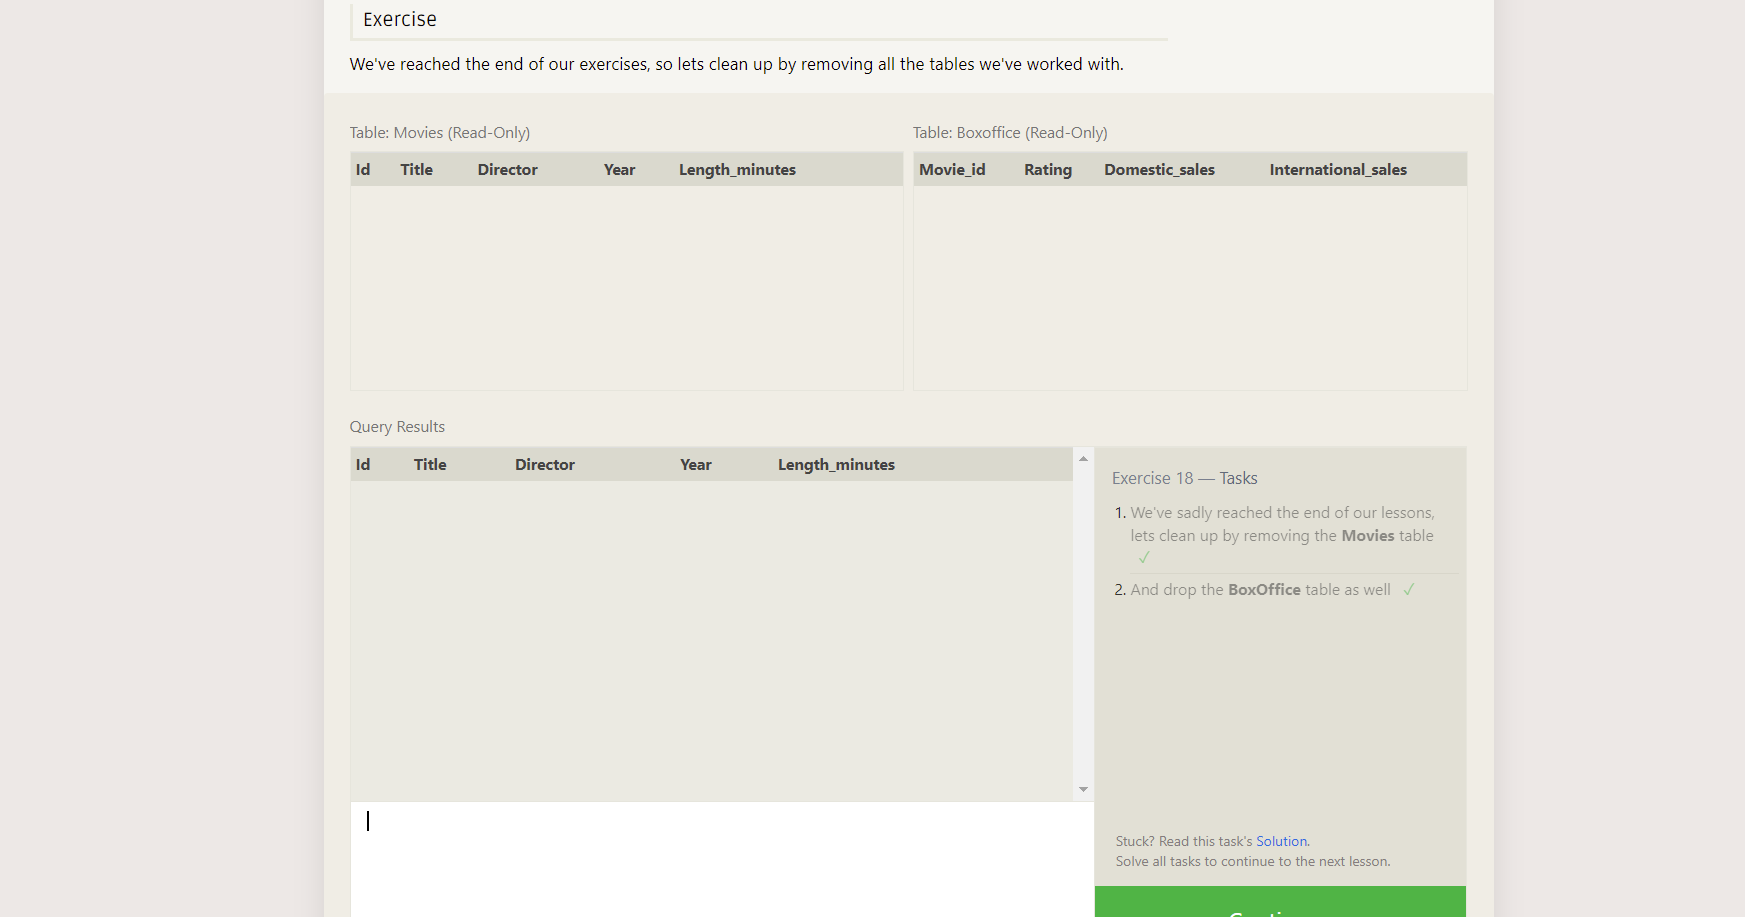 Exercise
We've reached the end of our exercises, so lets clean up by removing all the tables we've worked with.
Table: Movies (Read-Only)
Id Title Director Year Length_minutes
Table: Boxoffice (Read-Only)
Movie_id Rating Domestic_sales International_sales
Query Results
Id Title Director Year Length_minutes
Exercise 18 — Tasks
1. We've sadly reached the end of our lessons,
lets clean up by removing the Movies table
✓
2. And drop the BoxOffice table as well ✓
Stuck? Read this task's Solution.
Solve all tasks to continue to the next lesson.